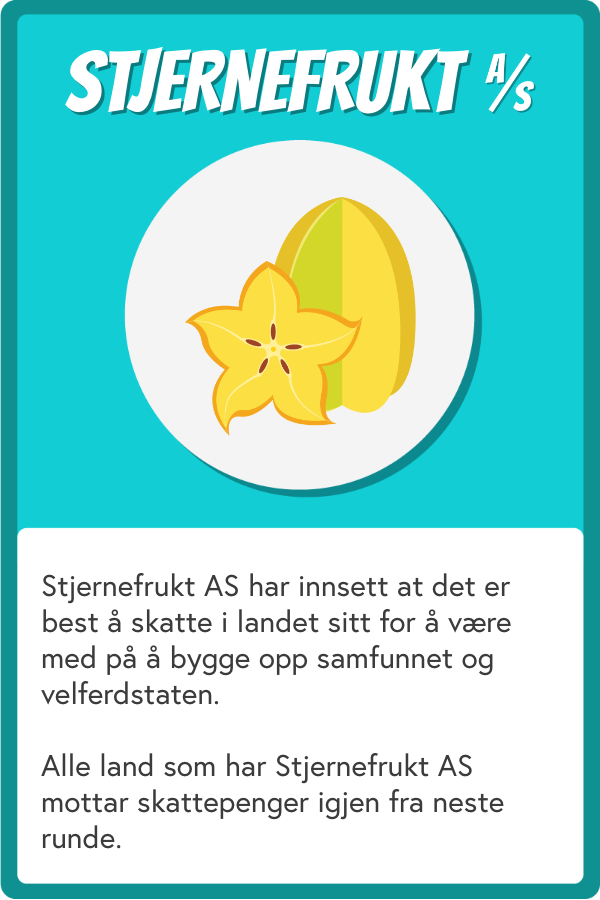 STJERNEFRUKT A/S
Stjernefrukt AS har innsett at det er
best å skatte i landet sitt for å være
med på å bygge opp samfunnet og
velferdstaten.
Alle land som har Stjernefrukt AS
mottar skattepenger igjen fra neste
runde.